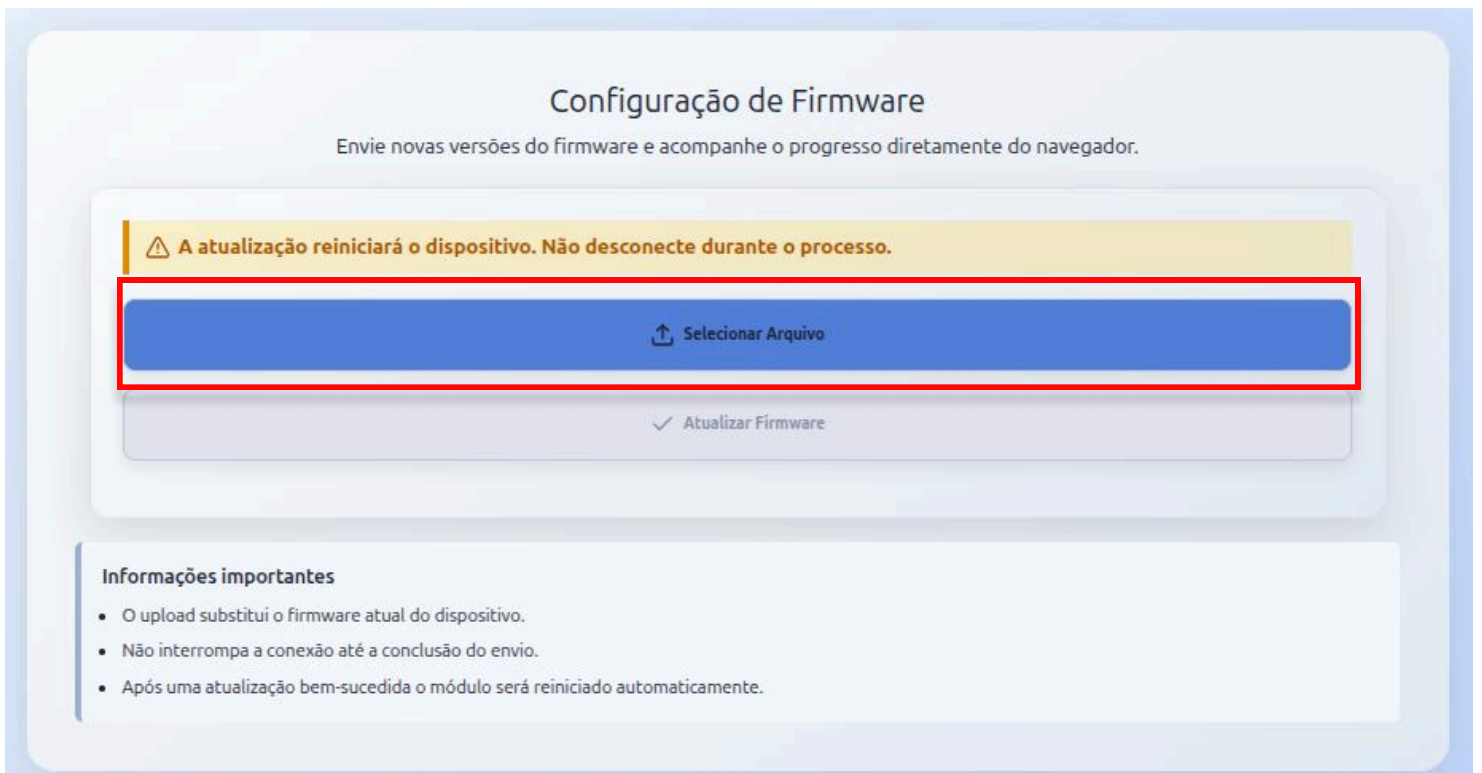 Configuração de Firmware
Envie novas versões do firmware e acompanhe o progresso diretamente do navegador.
A atualização reiniciará o dispositivo. Não desconecte durante o processo.
Selecionar Arquivo
Atualizar Firmware
Informações importantes
• O upload substitui o firmware atual do dispositivo.
• Não interrompa a conexão até a conclusão do envio.
• Após uma atualização bem-sucedida o módulo será reiniciado automaticamente.